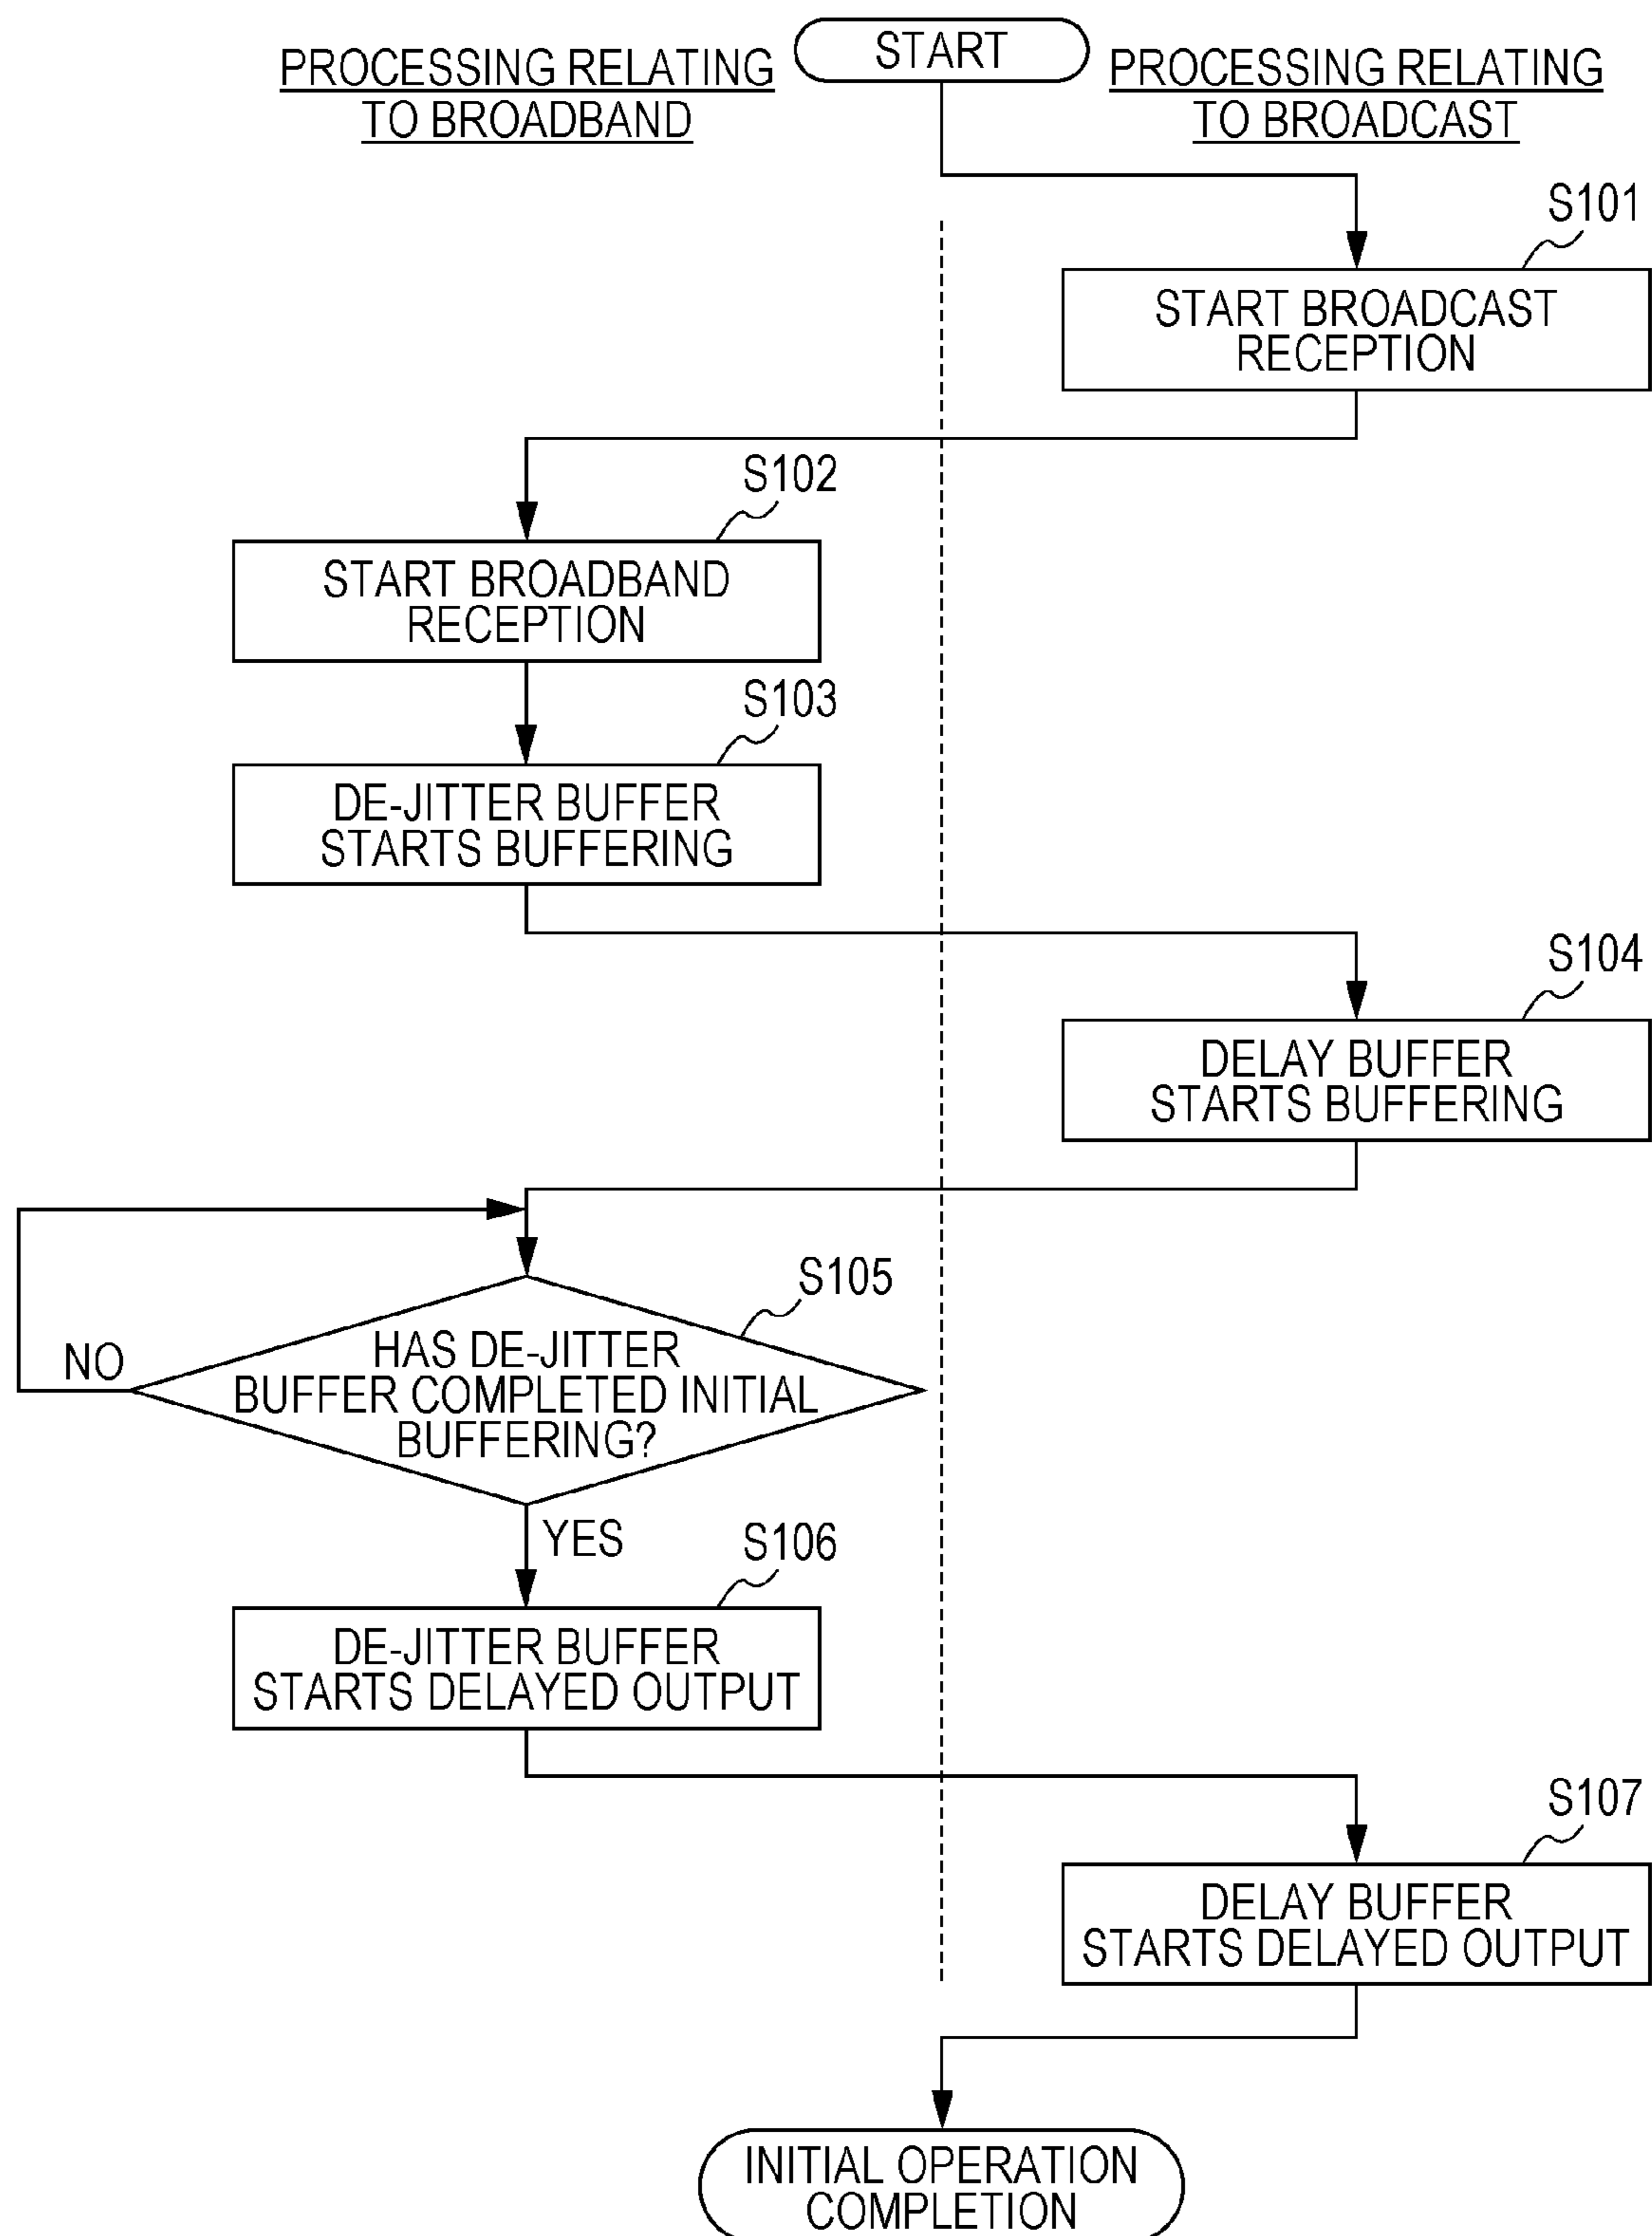 START
PROCESSING RELATING
TO BROADBAND
PROCESSING RELATING
TO BROADCAST
S101
START BROADCAST
RECEPTION
S102
START BROADBAND
RECEPTION
S103
DE-JITTER BUFFER
STARTS BUFFERING
S104
DELAY BUFFER
STARTS BUFFERING
S105
HAS DE-JITTER
BUFFER COMPLETED INITIAL
BUFFERING?
NO
YES
S106
DE-JITTER BUFFER
STARTS DELAYED OUTPUT
S107
DELAY BUFFER
STARTS DELAYED OUTPUT
INITIAL OPERATION
COMPLETION